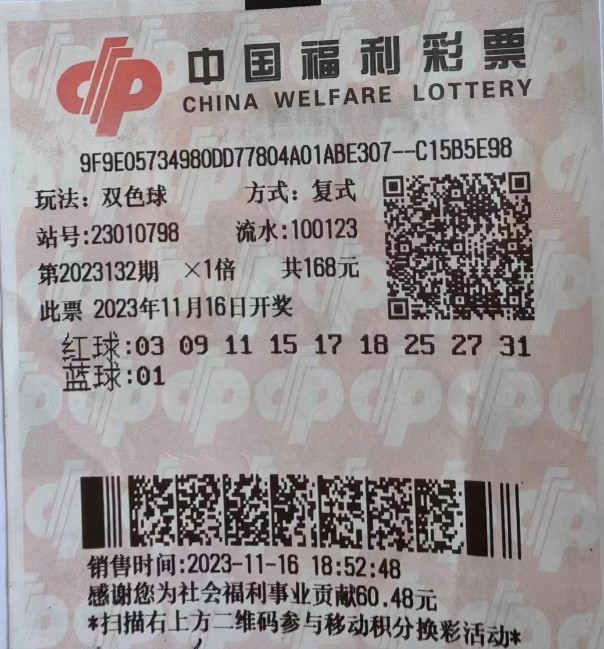 中国福利彩票
CHINA WELFARE LOTTERY
9F9E05734980DD77804A01ABE307--C15B5E98
玩法：双色球 方式：复式
站号:23010798 流水:100123
第2023132期 ×1倍 共168元
此票 2023年11月16日开奖
红球:03 09 11 15 17 18 25 27 31
蓝球:01
销售时间:2023-11-16 18:52:48
感谢您为社会福利事业贡献60.48元
*扫描右上方二维码参与移动积分换彩活动*